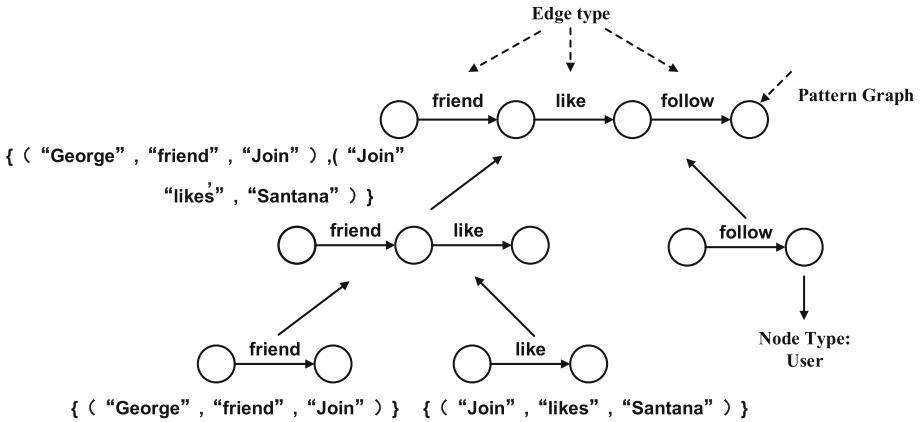 Edge type
friend like follow
Pattern Graph
{（“George”, “friend”, “Join”）,(“Join”
, “likes”, “Santana”）}
friend like
follow
Node Type:
User
friend
like
{（“George”, “friend”, “Join”）}
{（“Join”, “likes”, “Santana”）}